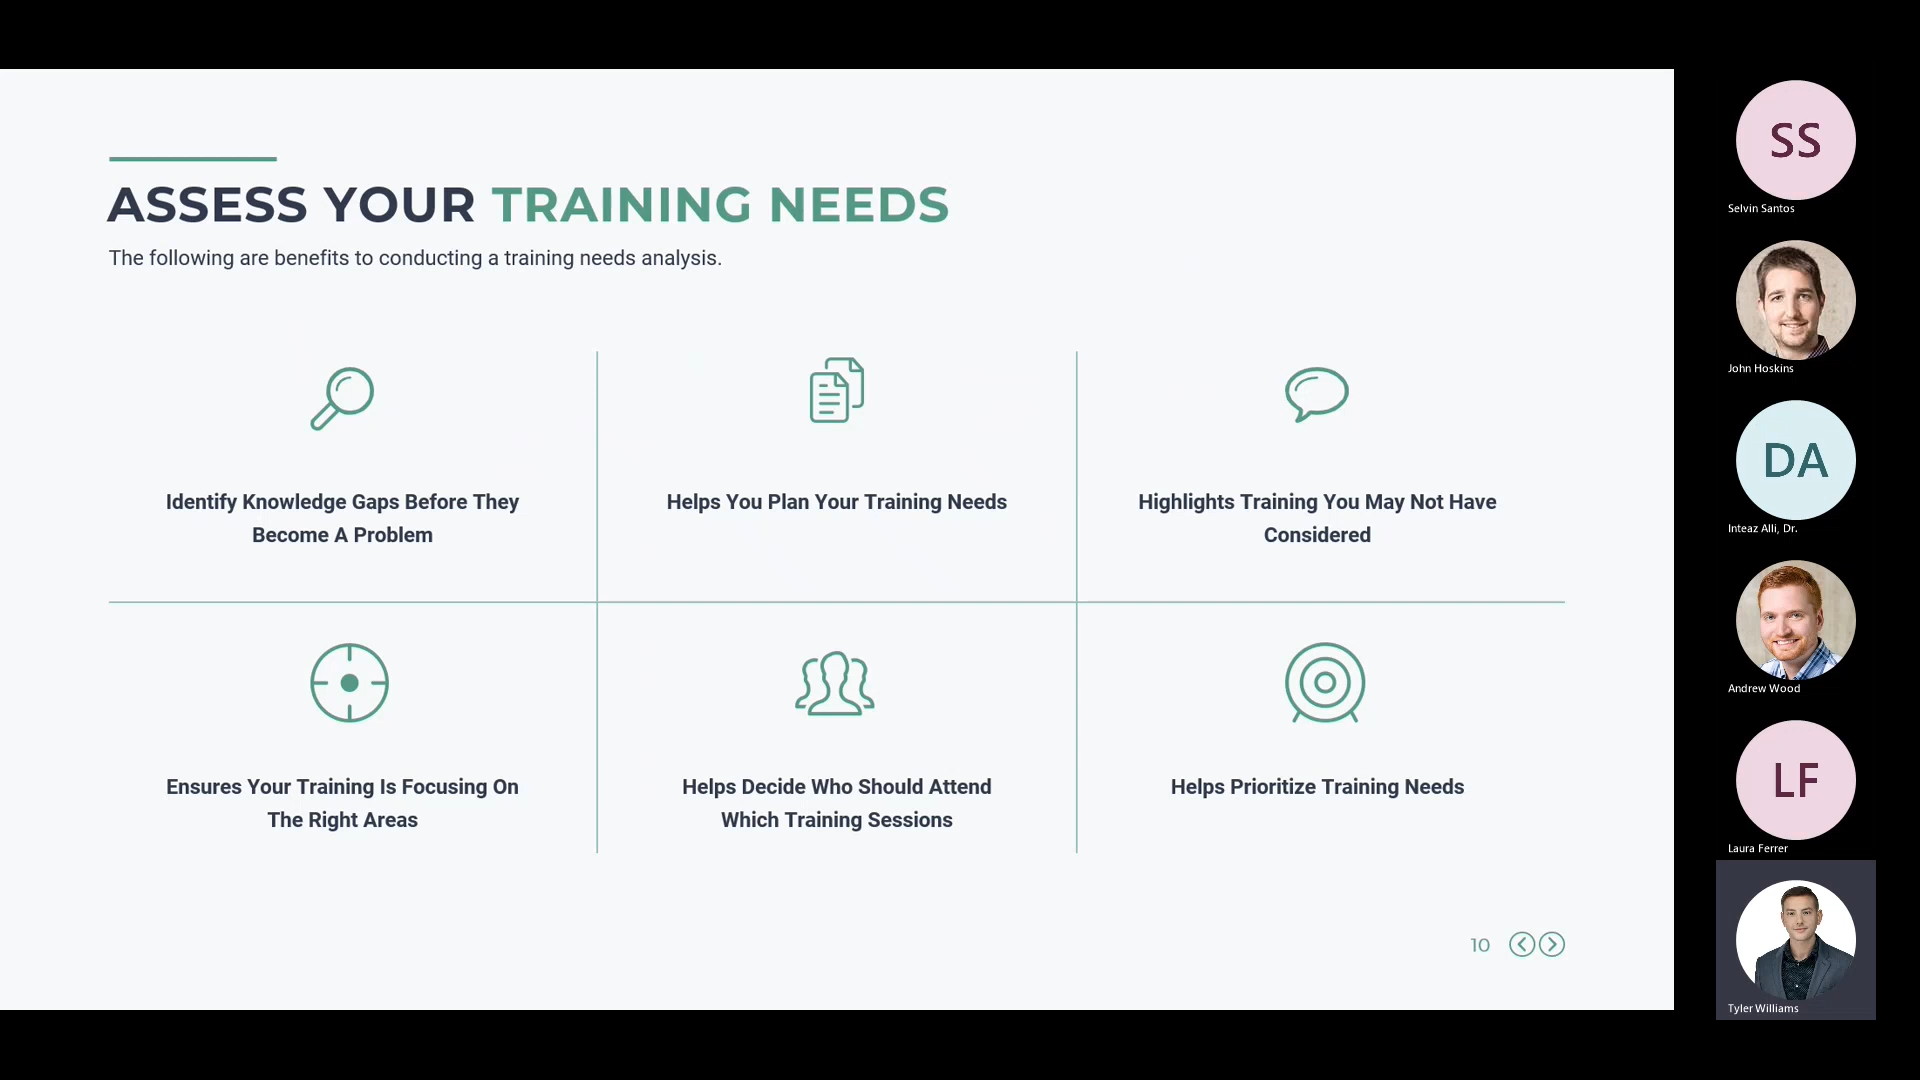 ASSESS YOUR TRAINING NEEDS
The following are benefits to conducting a training needs analysis.
Identify Knowledge Gaps Before They
Become A Problem
Helps You Plan Your Training Needs
Highlights Training You May Not Have
Considered
Ensures Your Training Is Focusing On
The Right Areas
Helps Decide Who Should Attend
Which Training Sessions
Helps Prioritize Training Needs
10
SS
Selvin Santos
John Hoskins
DA
Inteaz Alli, Dr.
Andrew Wood
LF
Laura Ferrer
Tyler Williams